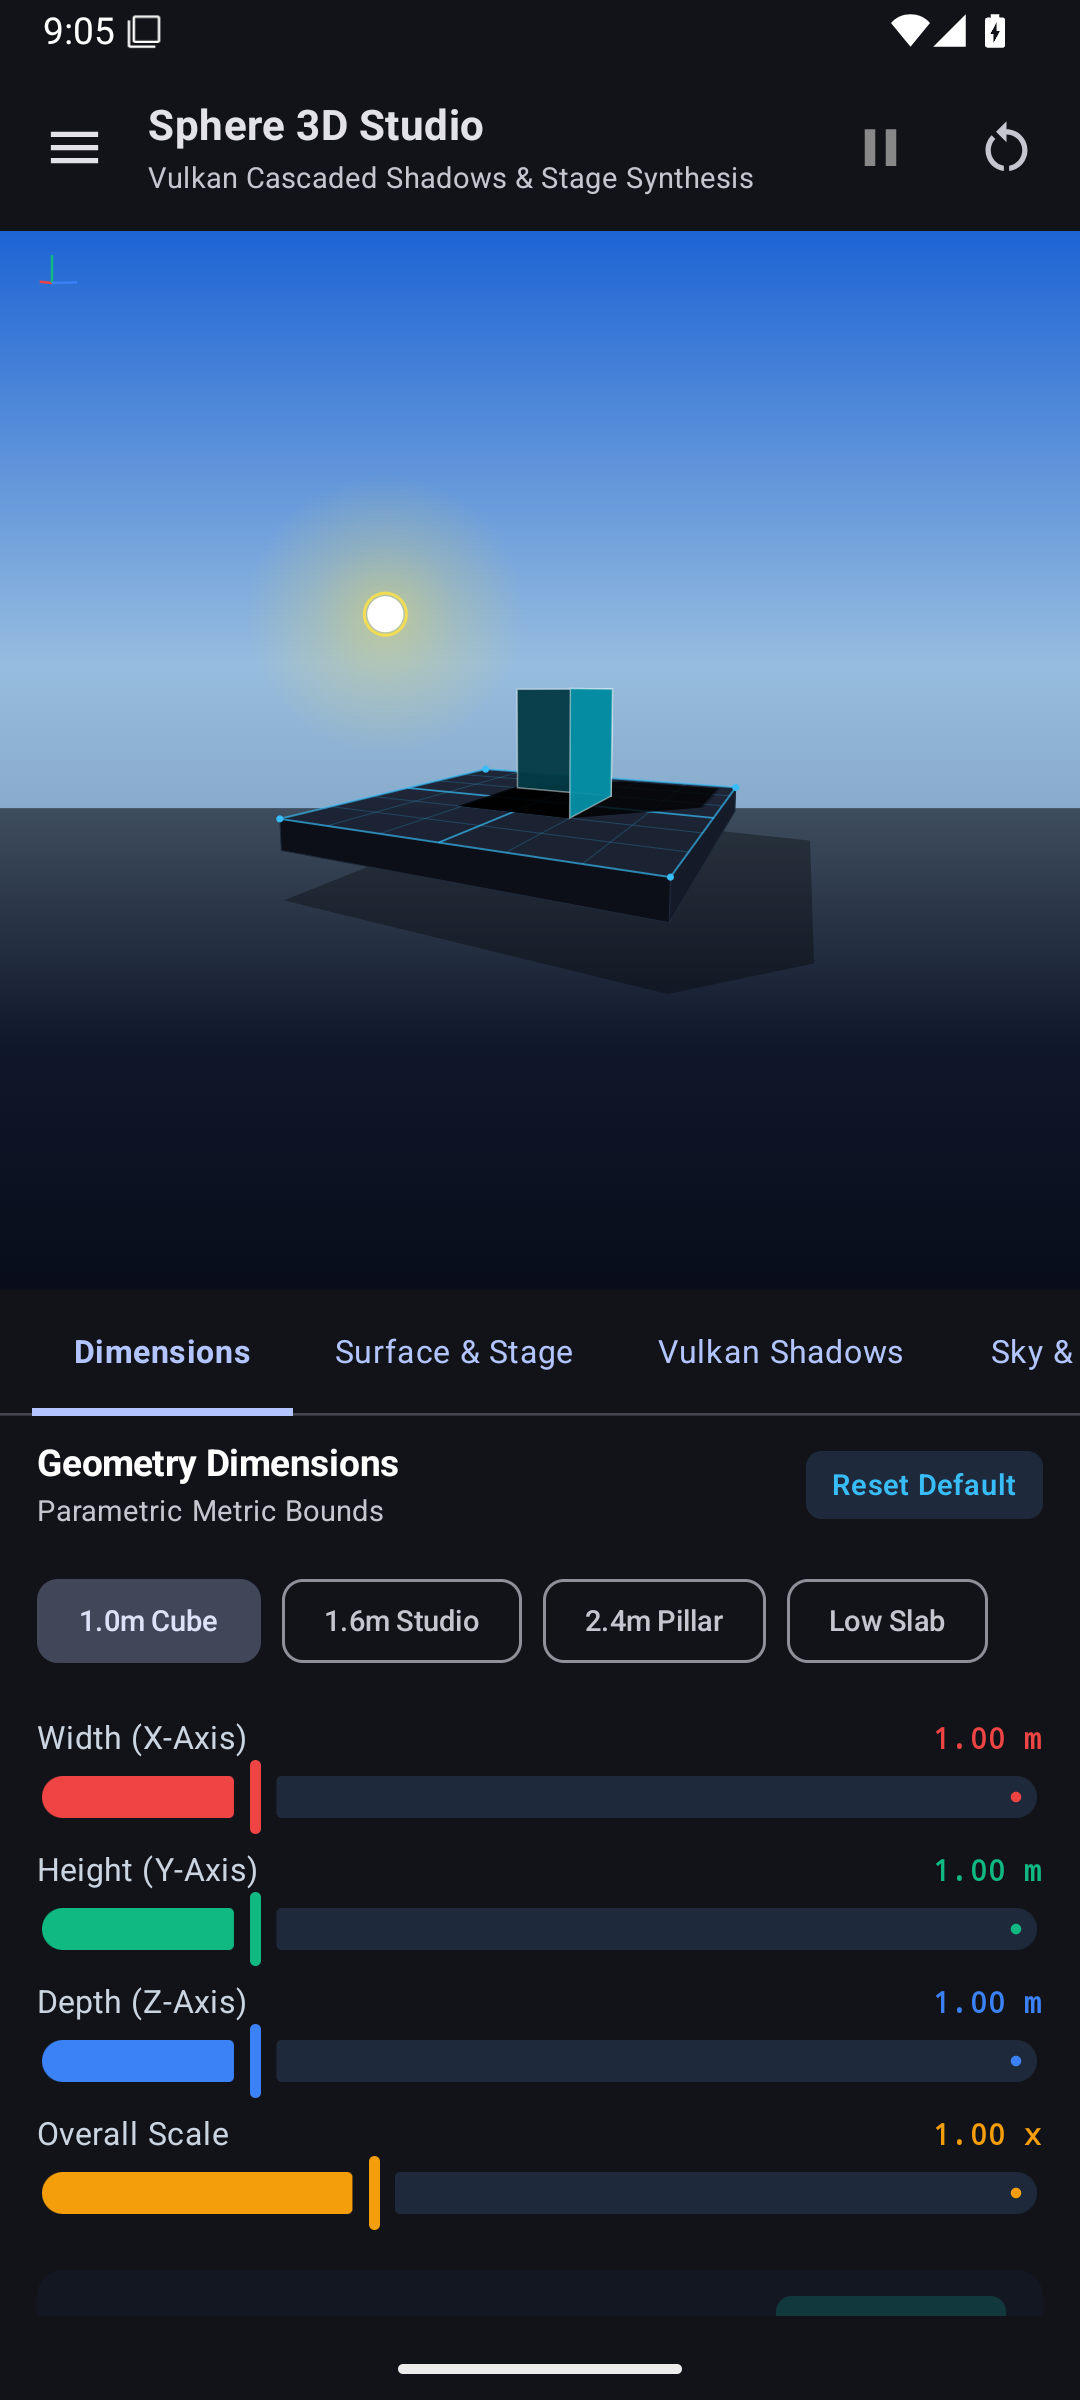 9:05
Sphere 3D Studio
Vulkan Cascaded Shadows & Stage Synthesis
Dimensions Surface & Stage Vulkan Shadows Sky &
Geometry Dimensions
Parametric Metric Bounds
Reset Default
1.0m Cube 1.6m Studio 2.4m Pillar Low Slab
Width (X-Axis) 1.00 m
Height (Y-Axis) 1.00 m
Depth (Z-Axis) 1.00 m
Overall Scale 1.00 x